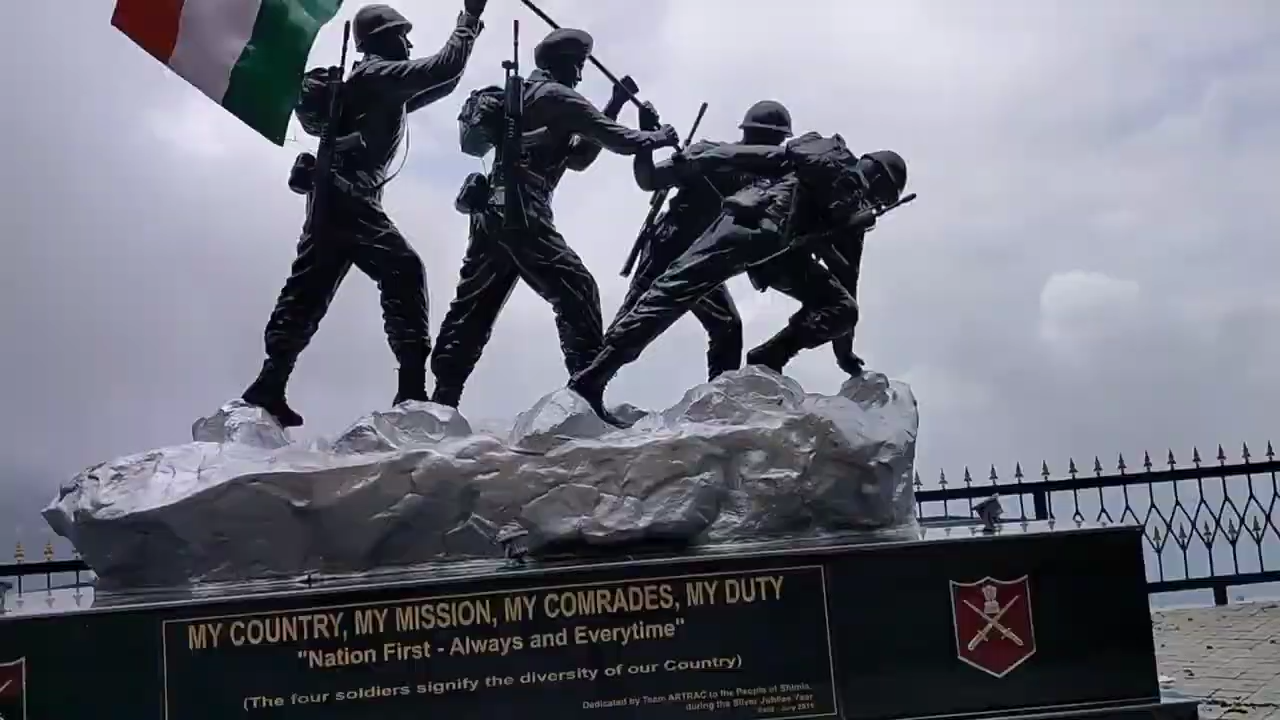 MY COUNTRY, MY MISSION, MY COMRADES, MY DUTY
"Nation First - Always and Everytime"
(The four soldiers signify the diversity of our Country)
Dedicated by Team ARTRAC to the People of Shimla,
during the Silver Jubilee Year